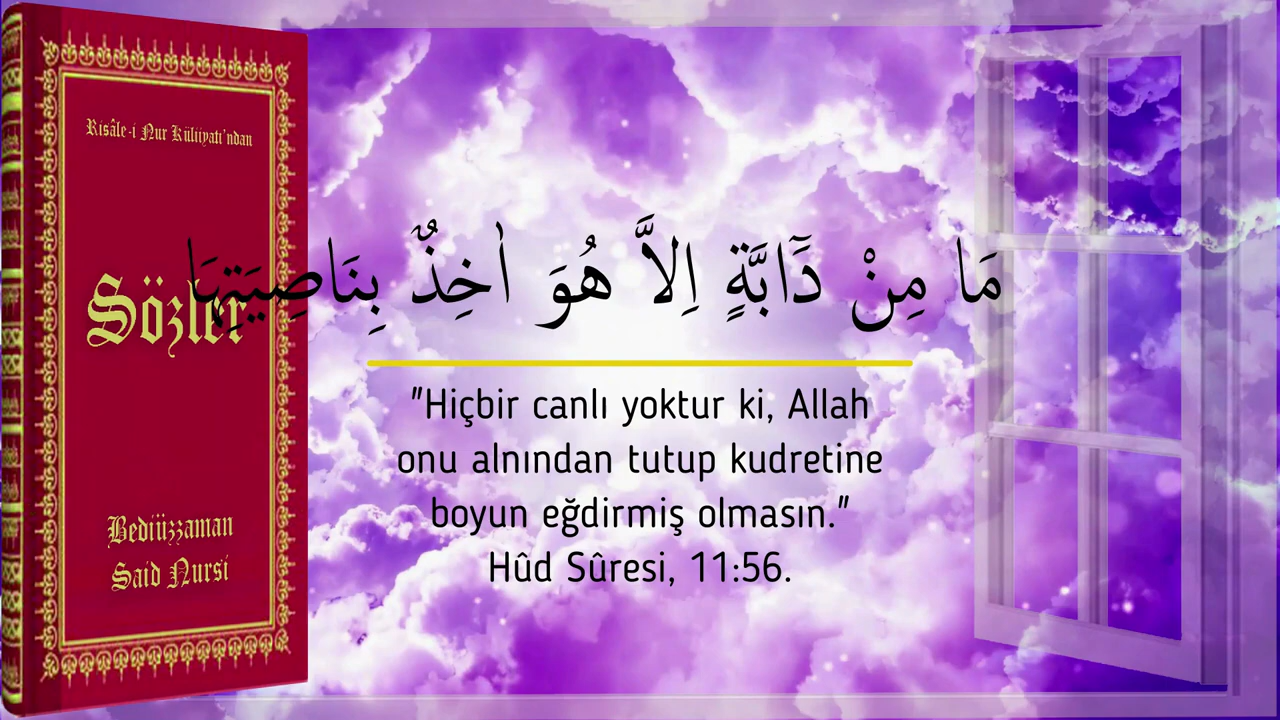 Risâle-i Nur Külliyatı'ndan
Sözler
Bediüzzaman
Said Nursi
مَا مِنْ دَٓابَّةٍ اِلاَّ هُوَ اٰخِذٌ بِنَاصِيَتِهَا
"Hiçbir canlı yoktur ki, Allah
onu alnından tutup kudretine
boyun eğdirmiş olmasın."
Hûd Sûresi, 11:56.